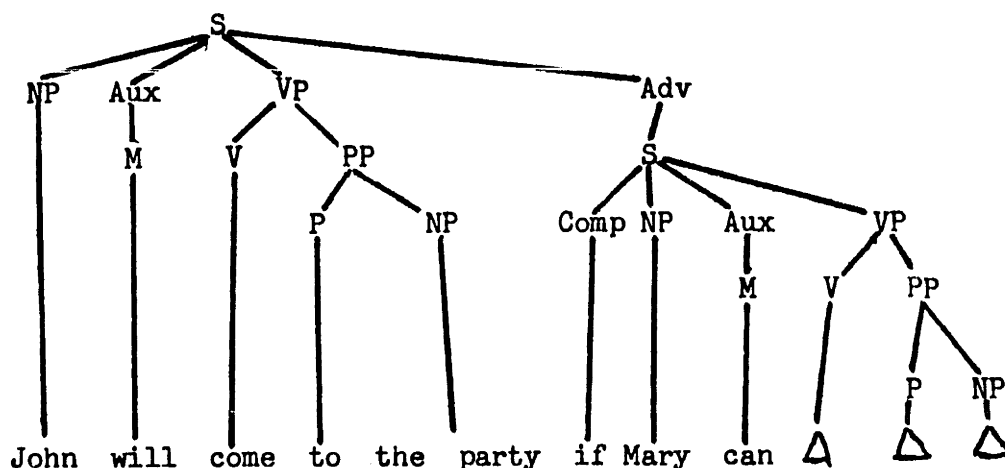 S
NP Aux VP Adv
M V PP S
P NP Comp NP Aux VP
M V PP
P NP
John will come to the party if Mary can